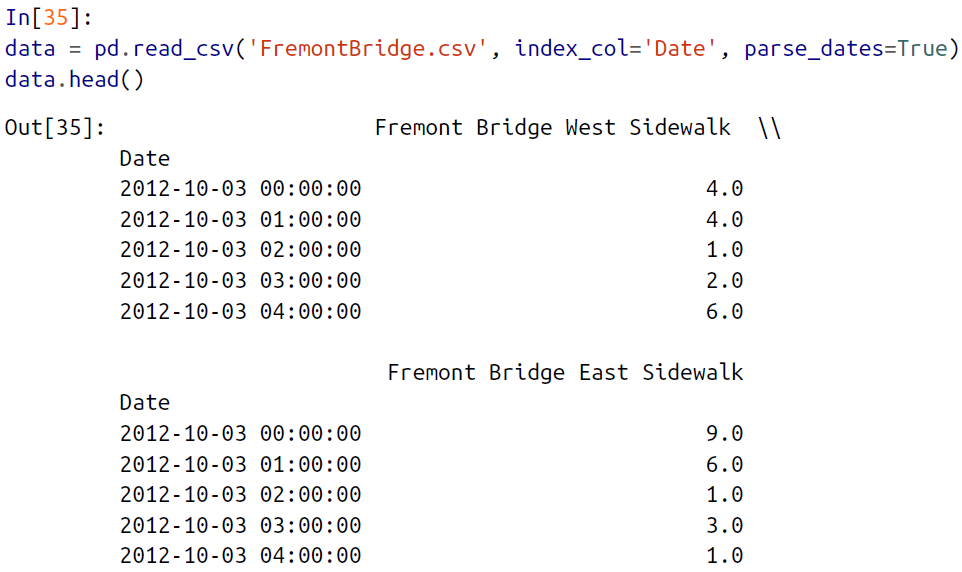 In[35]:
data = pd.read_csv('FremontBridge.csv', index_col='Date', parse_dates=True)
data.head()
Out[35]: Fremont Bridge West Sidewalk \\
Date
2012-10-03 00:00:00 4.0
2012-10-03 01:00:00 4.0
2012-10-03 02:00:00 1.0
2012-10-03 03:00:00 2.0
2012-10-03 04:00:00 6.0
Fremont Bridge East Sidewalk
Date
2012-10-03 00:00:00 9.0
2012-10-03 01:00:00 6.0
2012-10-03 02:00:00 1.0
2012-10-03 03:00:00 3.0
2012-10-03 04:00:00 1.0